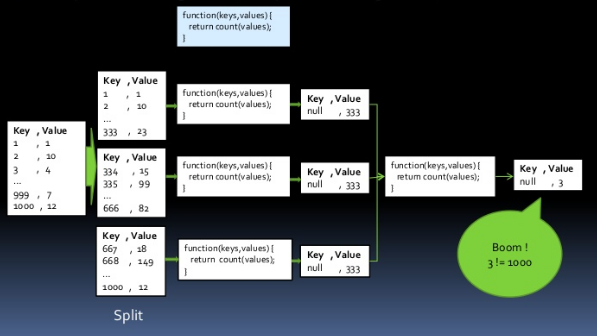 function(keys,values) {
return count(values);
}
Key , Value
1 , 1
2 , 10
3 , 4
...
999 , 7
1000 , 12
Key , Value
1 , 1
2 , 10
...
333 , 23
function(keys,values) {
return count(values);
}
Key , Value
null , 333
Key , Value
334 , 15
335 , 99
...
666 , 82
function(keys,values) {
return count(values);
}
Key , Value
null , 333
Key , Value
667 , 18
668 , 149
...
1000 , 12
function(keys,values) {
return count(values);
}
Key , Value
null , 333
function(keys,values) {
return count(values);
}
Key , Value
null , 3
Boom !
3 != 1000
Split